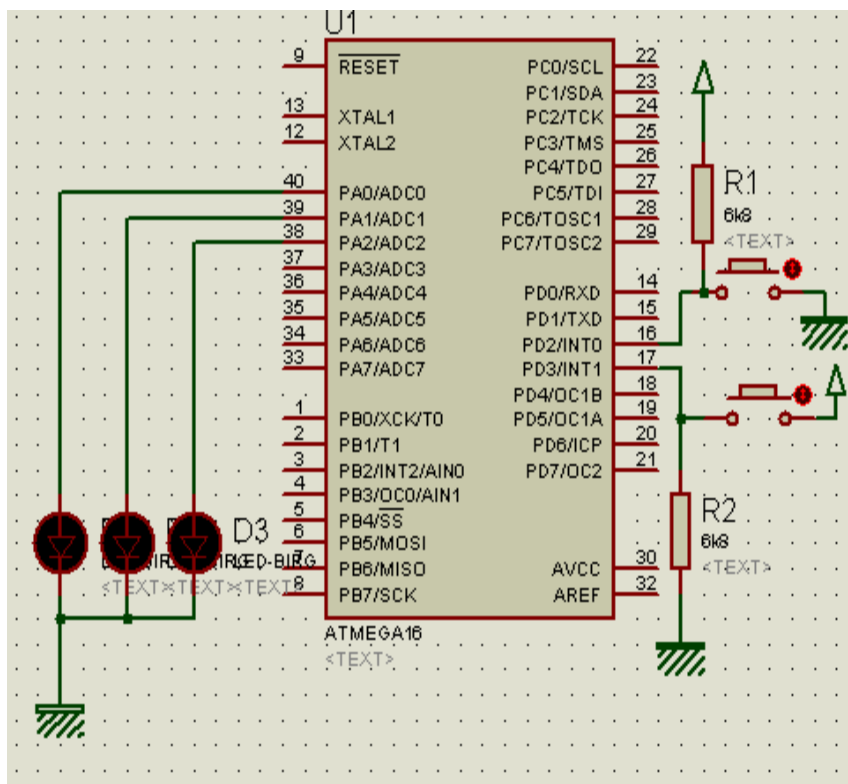 U1
9 RESET
13 XTAL1
12 XTAL2
40 PA0/ADC0
39 PA1/ADC1
38 PA2/ADC2
37 PA3/ADC3
36 PA4/ADC4
35 PA5/ADC5
34 PA6/ADC6
33 PA7/ADC7
1 PB0/XCK/T0
2 PB1/T1
3 PB2/INT2/AIN0
4 PB3/OC0/AIN1
5 PB4/SS
6 PB5/MOSI
7 PB6/MISO
8 PB7/SCK
PC0/SCL 22
PC1/SDA 23
PC2/TCK 24
PC3/TMS 25
PC4/TDO 26
PC5/TDI 27
PC6/TOSC1 28
PC7/TOSC2 29
PD0/RXD 14
PD1/TXD 15
PD2/INT0 16
PD3/INT1 17
PD4/OC1B 18
PD5/OC1A 19
PD6/ICP 20
PD7/OC2 21
AVCC 30
AREF 32
ATMEGA16
<TEXT>
R1
6k8
<TEXT>
R2
6k8
<TEXT>
D3
LED-BIRG
<TEXT>
<TEXT>
<TEXT>